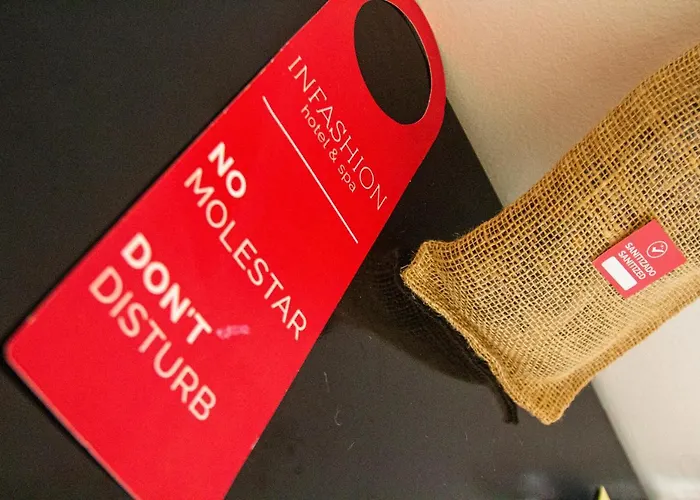 INFASHION
hotel & spa
NO
MOLESTAR
DON'T
DISTURB
SANITIZADO
SANITIZED